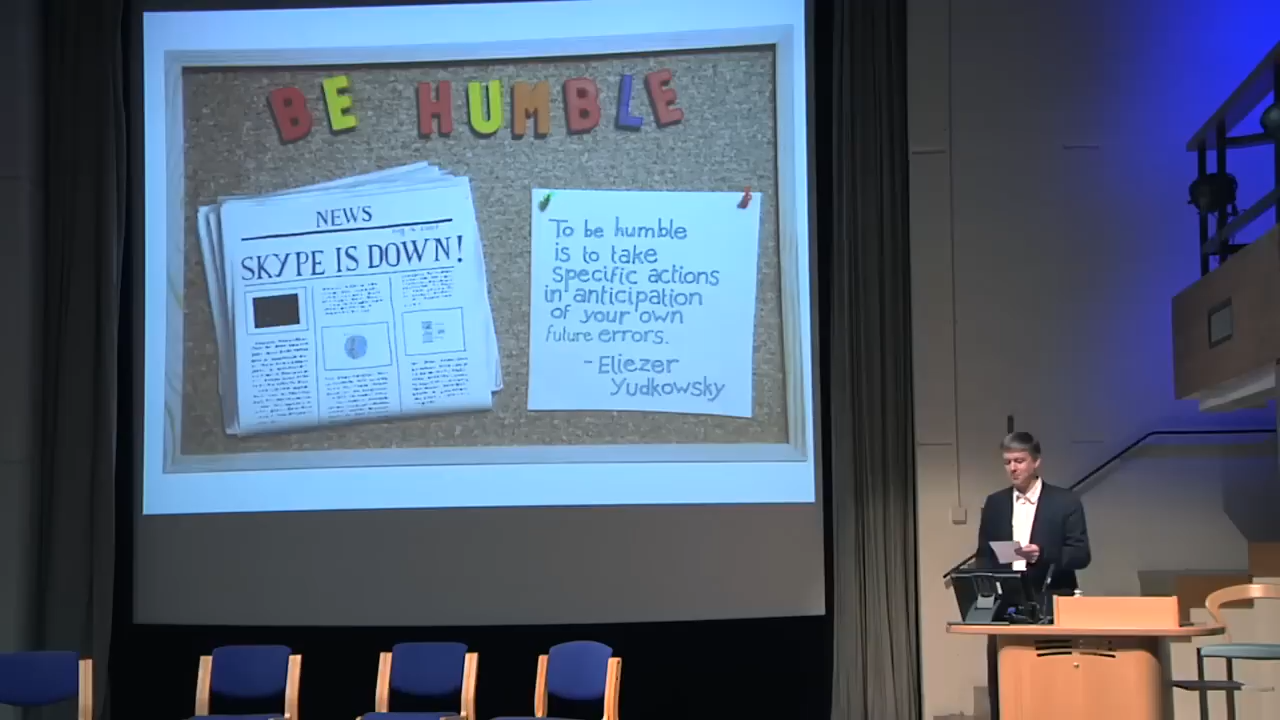 BE HUMBLE
NEWS
SKYPE IS DOWN!
To be humble
is to take
specific actions
in anticipation
of your own
future errors.
- Eliezer
Yudkowsky